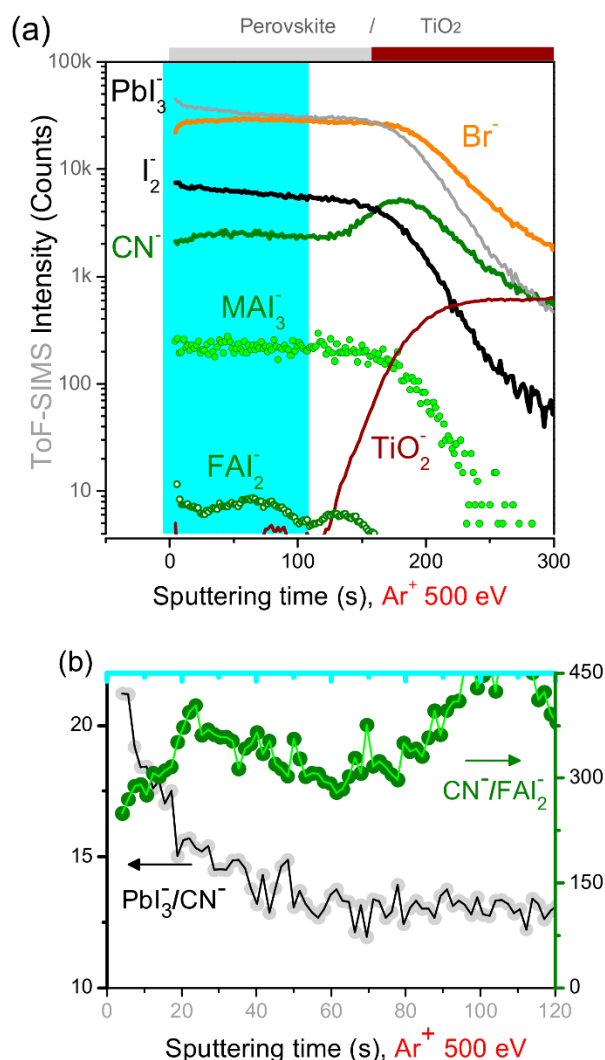 (a)
Perovskite / TiO₂
100k
PbI₃⁻
Br⁻
10k
I₂⁻
CN⁻
1k
MAI₃⁻
100
TiO₂⁻
FAI₂⁻
10
ToF-SIMS Intensity (Counts)
0 100 200 300
Sputtering time (s), Ar⁺ 500 eV
(b)
20
15
10
450
300
150
0
CN⁻/FAI₂⁻
PbI₃⁻/CN⁻
0 20 40 60 80 100 120
Sputtering time (s), Ar⁺ 500 eV